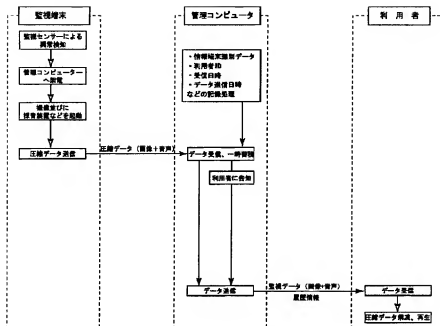 監視端末
管理コンピュータ
利用者
監視センサーによる
異常検知
管理コンピューター
へ架電
撮像並びに
採音装置などを起動
圧縮データ送信
圧縮データ（画像＋音声）
・情報端末識別データ
・利用者ID
・受信日時
・データ送信日時
などの記録処理
データ受信、一時蓄積
利用者に告知
データ送信
監視データ（画像+音声）
履歴情報
データ受信
圧縮データ解凍、再生